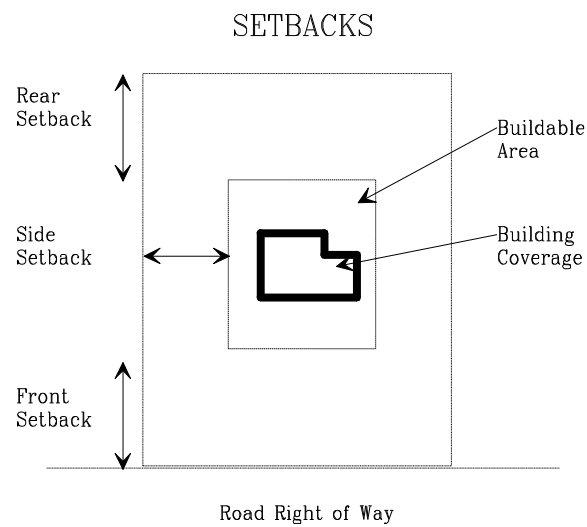 SETBACKS
Rear
Setback
Buildable
Area
Side
Setback
Building
Coverage
Front
Setback
Road Right of Way